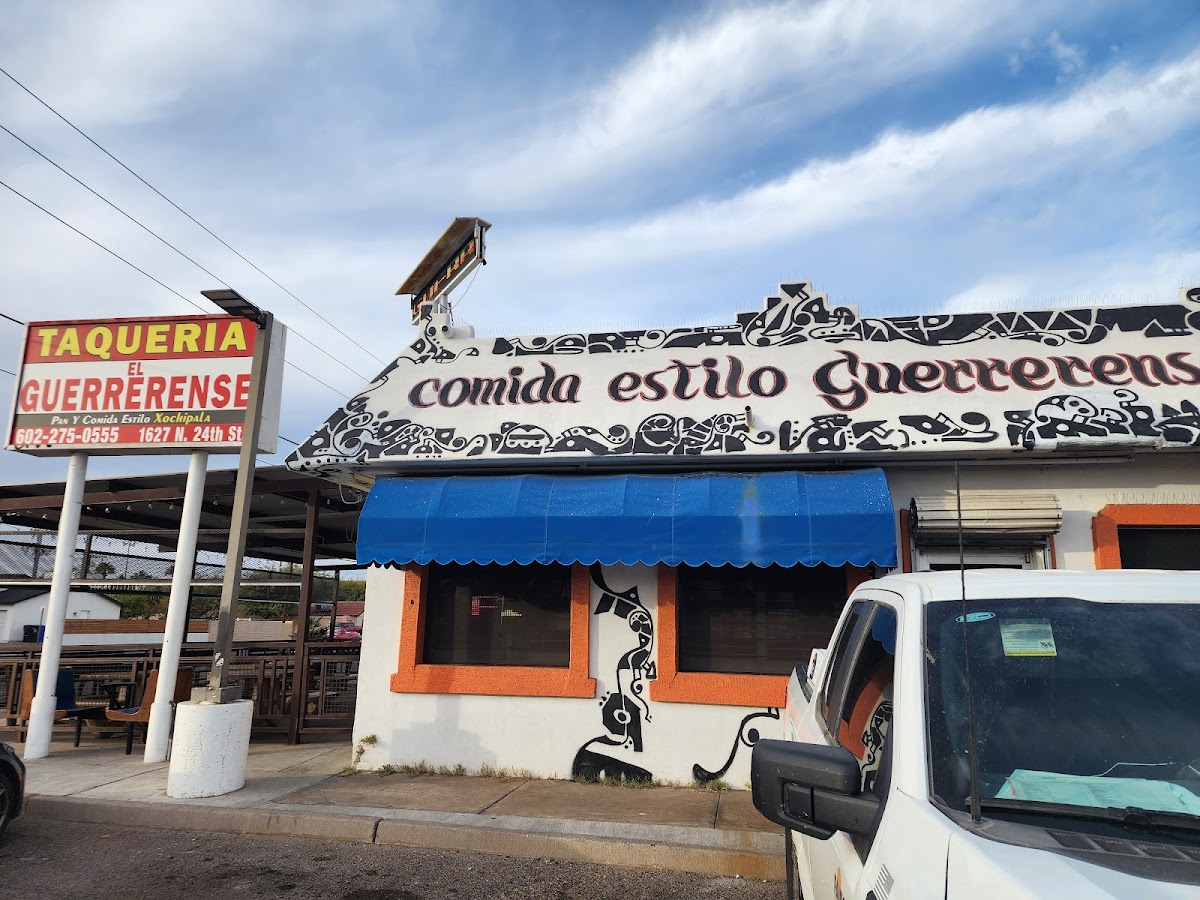 TAQUERIA
EL
GUERRERENSE
Pan Y Comida Estilo Xochipala
602-275-0555 1627 N. 24th St
comida estilo Guerrerens